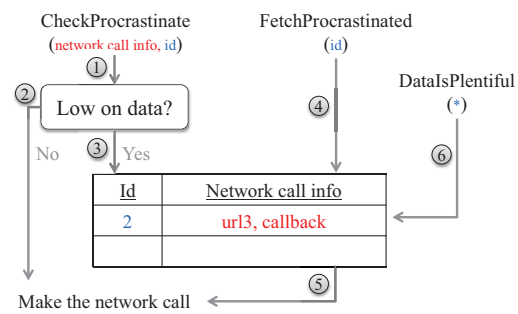 CheckProcrastinate
(network call info, id)
FetchProcrastinated
(id)
DataIsPlentiful
(*)
1
2
Low on data?
4
No
3
Yes
6
Id
Network call info
2
url3, callback
5
Make the network call